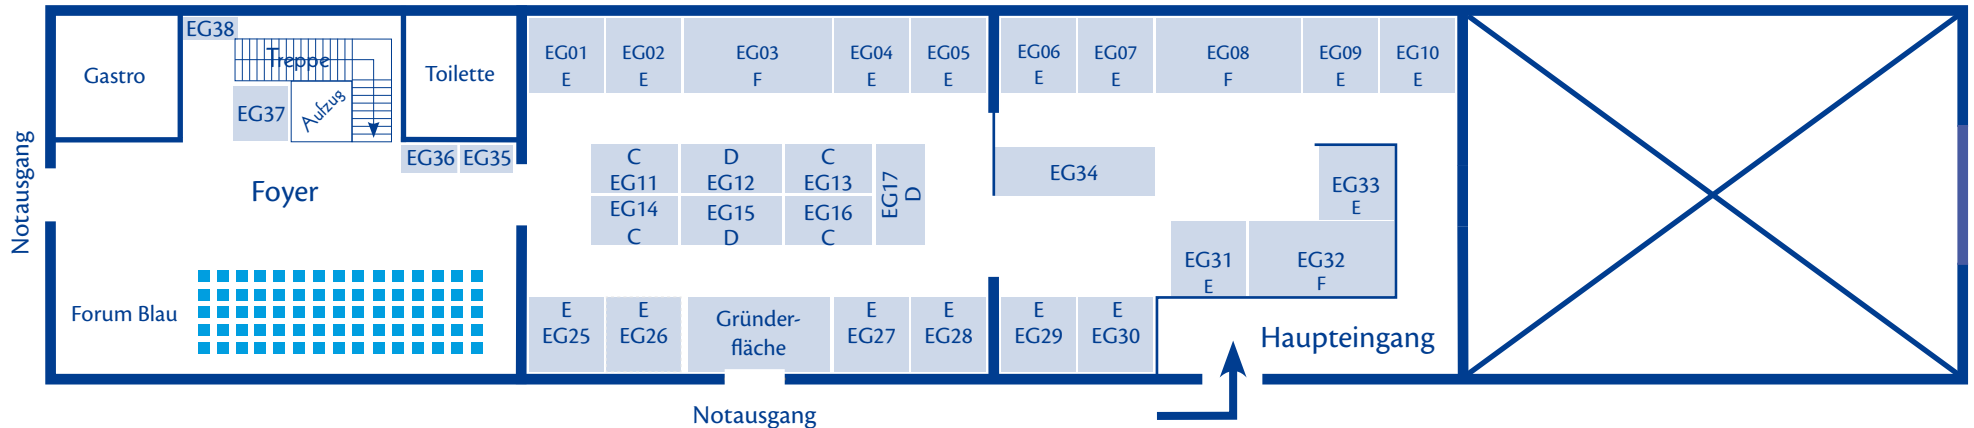 EG38
Treppe
Gastro
Toilette
EG37
Aufzug
EG36
EG35
Notausgang
Foyer
Forum Blau
EG01
E
EG02
E
EG03
F
EG04
E
EG05
E
EG06
E
EG07
E
EG08
F
EG09
E
EG10
E
C
EG11
D
EG12
C
EG13
EG17
D
EG14
C
EG15
D
EG16
C
EG34
EG33
E
EG31
E
EG32
F
E
EG25
E
EG26
Gründer-
fläche
E
EG27
E
EG28
E
EG29
E
EG30
Haupteingang
Notausgang